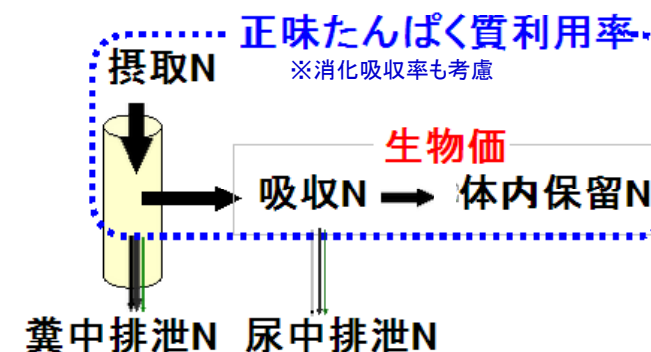 正味たんぱく質利用率
摂取N
※消化吸収率も考慮
生物価
吸収N
体内保留N
糞中排泄N
尿中排泄N